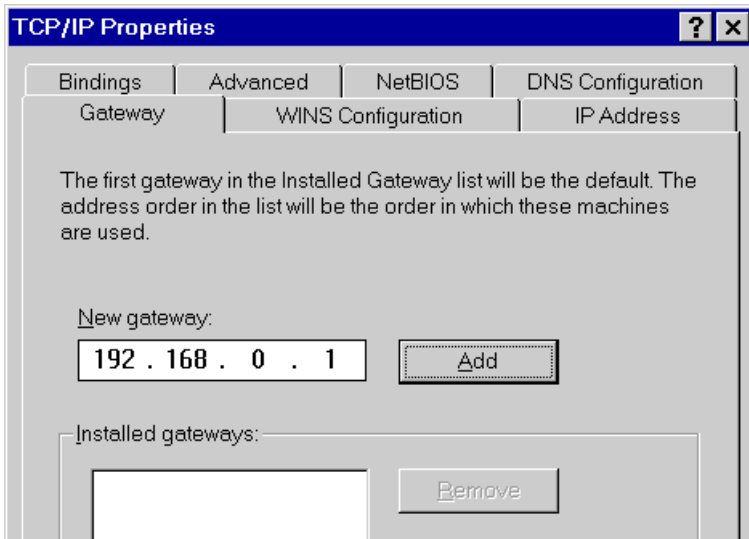 TCP/IP Properties
Bindings Advanced NetBIOS DNS Configuration
Gateway WINS Configuration IP Address
The first gateway in the Installed Gateway list will be the default. The
address order in the list will be the order in which these machines
are used.
New gateway:
192 . 168 . 0 . 1 Add
Installed gateways:
Remove